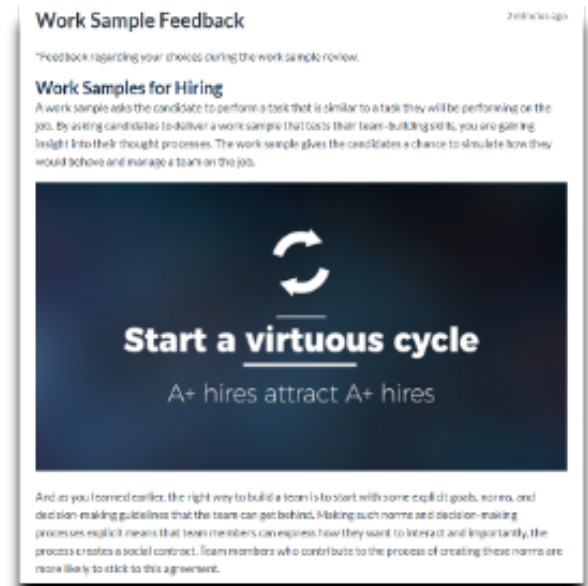 Work Sample Feedback
2 minutes ago
*Feedback regarding your choices during the work sample review.
Work Samples for Hiring
A work sample asks the candidate to perform a task that is similar to a task they will be performing on the
job. By asking candidates to deliver a work sample that tests their team-building skills, you are gaining
insight into their thought processes. The work sample gives the candidates a chance to simulate how they
would behave and manage a team on the job.
Start a virtuous cycle
A+ hires attract A+ hires
And as you learned earlier, the right way to build a team is to start with some explicit goals, norms, and
decision-making guidelines that the team can get behind. Making such norms and decision-making
processes explicit means that team members can express how they want to interact and importantly, the
process creates a social contract. Team members who contribute to the process of creating these norms are
more likely to stick to this agreement.